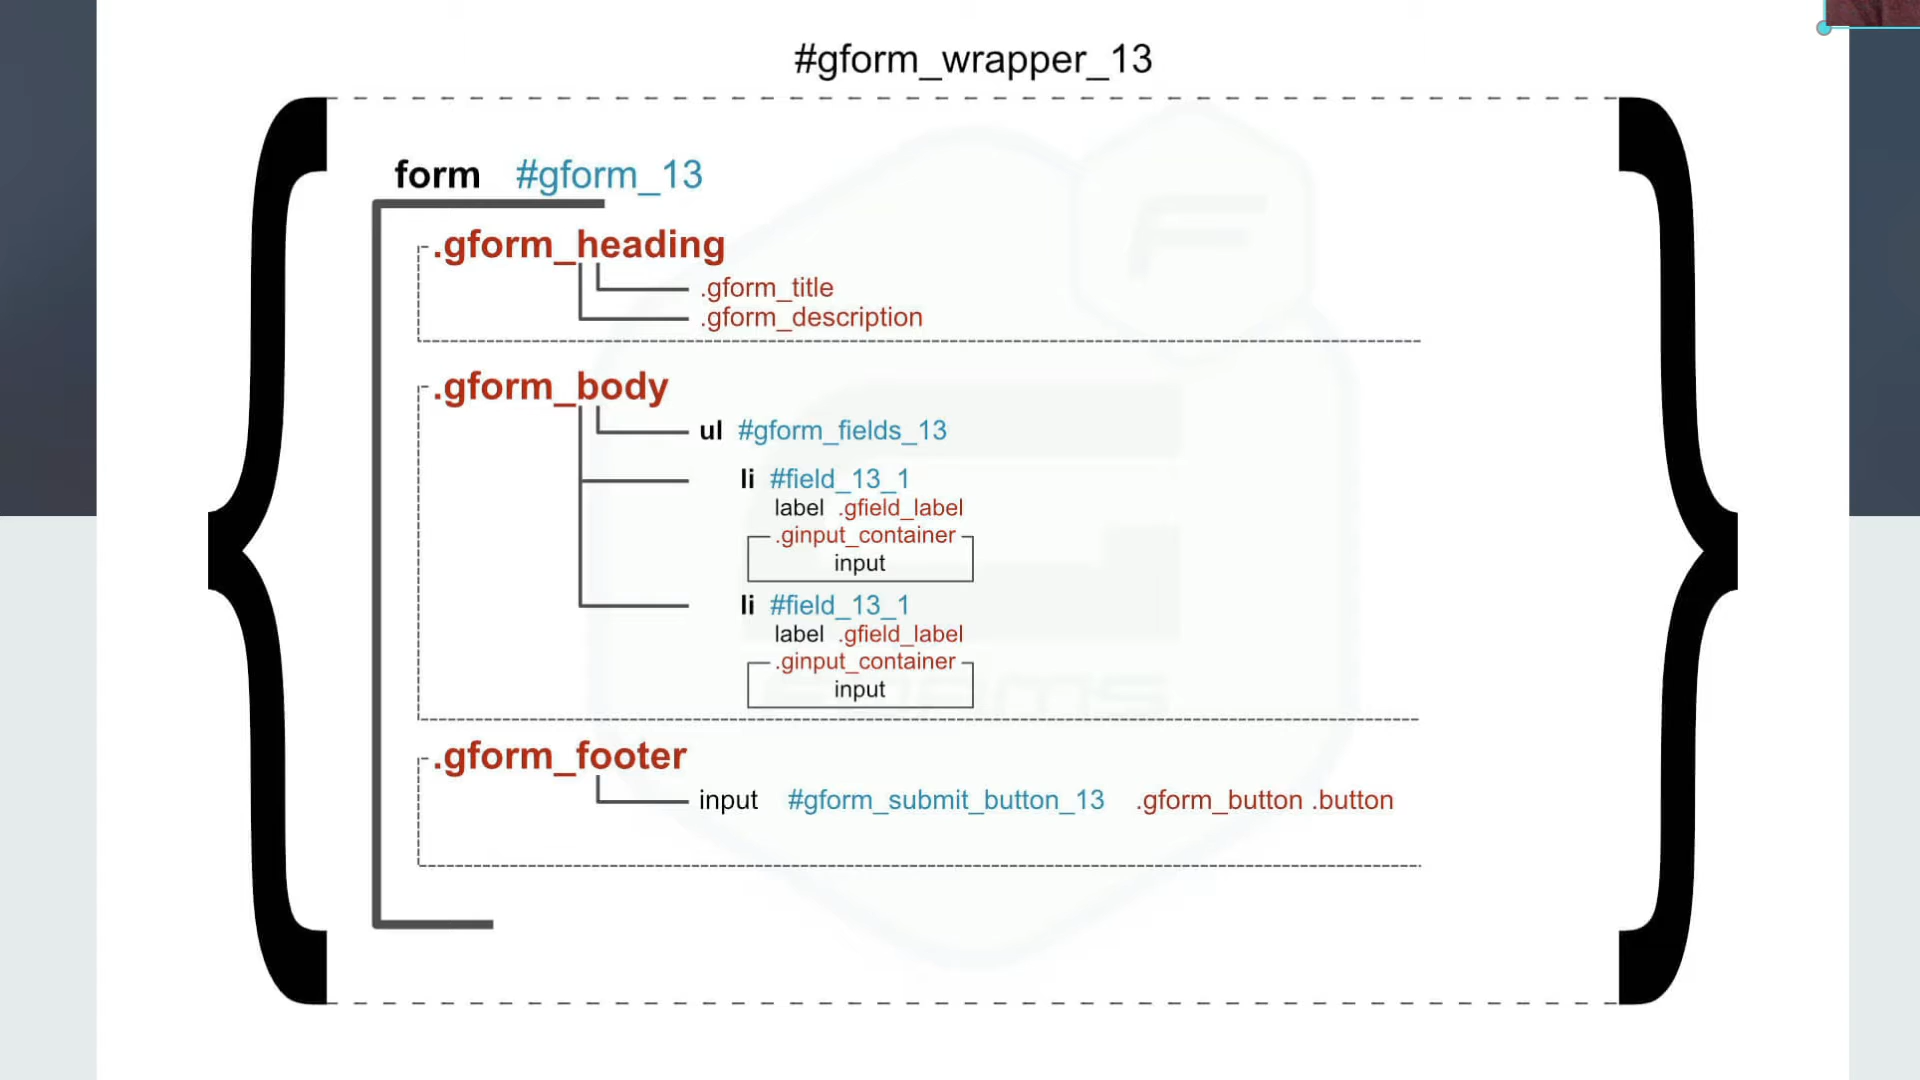 #gform_wrapper_13
form #gform_13
.gform_heading
.gform_title
.gform_description
.gform_body
ul #gform_fields_13
li #field_13_1
label .gfield_label
.ginput_container
input
li #field_13_1
label .gfield_label
.ginput_container
input
.gform_footer
input #gform_submit_button_13 .gform_button .button
FORMS